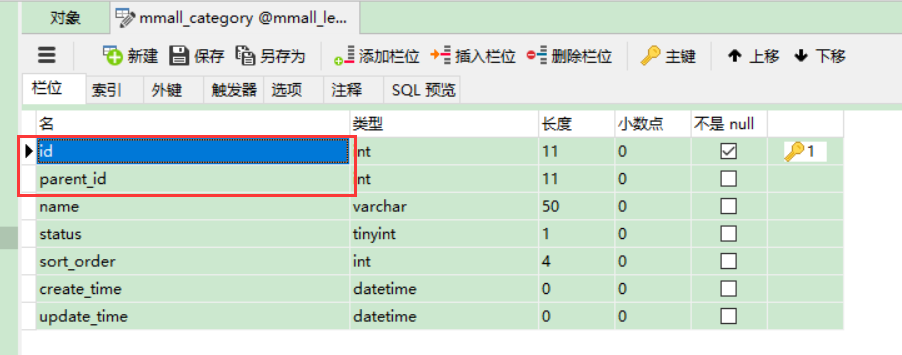 对象 mmall_category @mmall_le...
新建 保存 另存为 添加栏位 插入栏位 删除栏位 主键 上移 下移
栏位 索引 外键 触发器 选项 注释 SQL 预览
名 类型 长度 小数点 不是 null
id int 11 0 1
parent_id int 11 0
name varchar 50 0
status tinyint 1 0
sort_order int 4 0
create_time datetime 0 0
update_time datetime 0 0